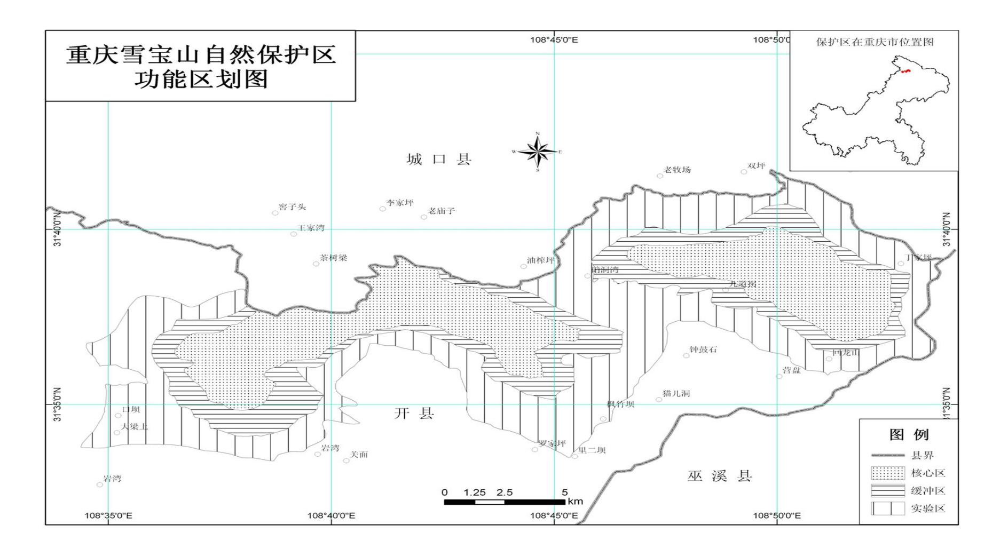 重庆雪宝山自然保护区
功能区划图
108°45'0"E
108°50'0
保护区在重庆市位置图
N
W
E
S
城口县
老牧场
双坪
窖子头
李家坪
老庙子
王家湾
31°40'0"N
31°40'0"N
茶树梁
油榨坪
硝洞湾
丁家坪
九道拐
钟鼓石
回龙山
营盘
猫儿洞
枫竹坝
31°35'0"N
31°35'0"N
口坝
开县
大梁上
岩湾
关面
罗家坪
里二坝
岩湾
巫溪县
图例
县界
核心区
缓冲区
实验区
0 1.25 2.5 5
km
108°35'0"E
108°40'0"E
108°45'0"E
108°50'0"E